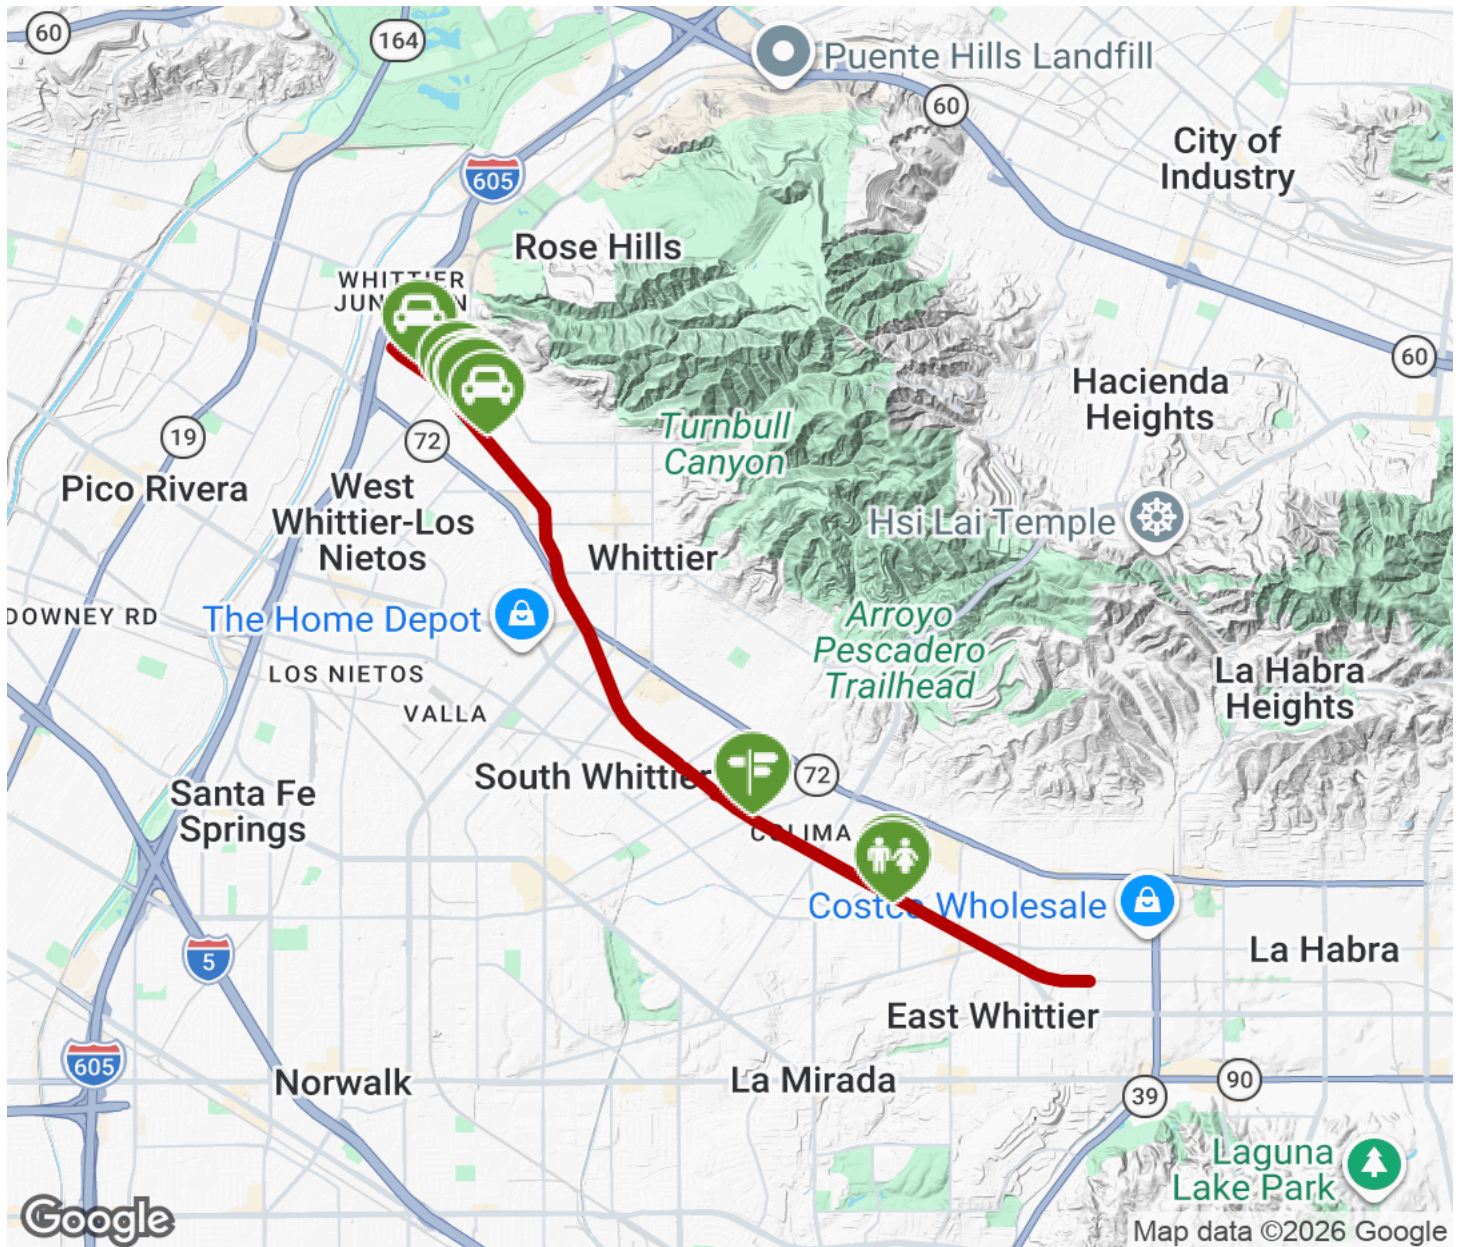 60
164
Puente Hills Landfill
60
City of
Industry
605
Rose Hills
WHITTIER
60
Hacienda
Heights
19
72
Turnbull
Canyon
Pico Rivera
West
Whittier-Los
Nietos
Hsi Lai Temple
Whittier
DOWNEY RD
The Home Depot
Arroyo
Pescadero
Trailhead
LOS NIETOS
La Habra
Heights
VALLA
South Whittier
72
Santa Fe
Springs
COLIMA
Costco Wholesale
5
La Habra
East Whittier
605
Norwalk
La Mirada
90
39
Laguna
Lake Park
Google
Map data ©2026 Google